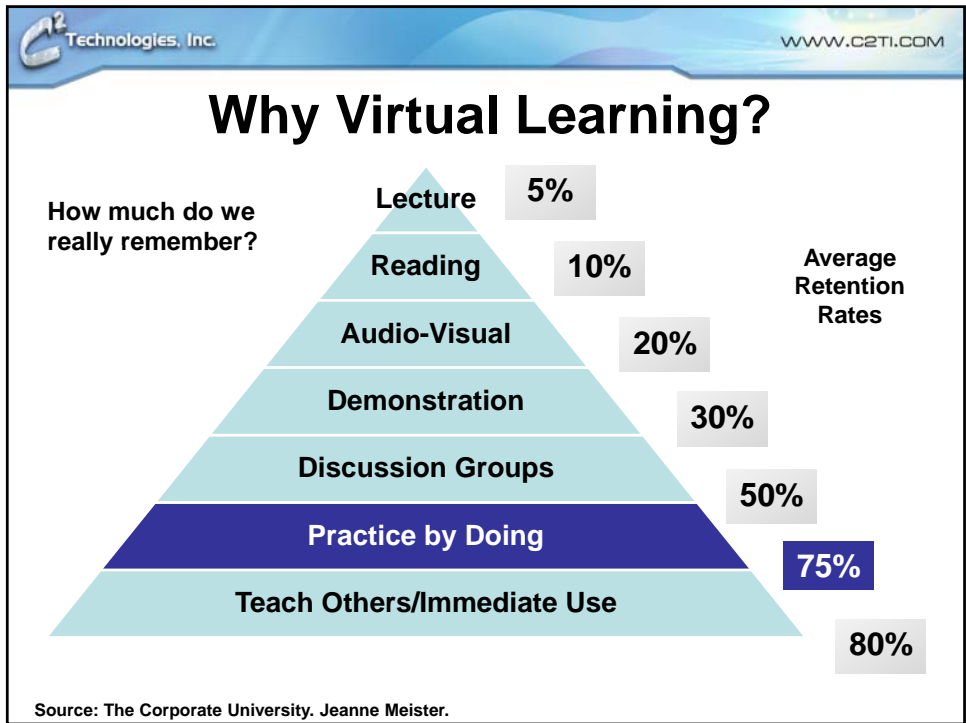 C² Technologies, Inc.
WWW.C2TI.COM
Why Virtual Learning?
How much do we
really remember?
Lecture 5%
Reading 10%
Audio-Visual 20%
Demonstration 30%
Discussion Groups 50%
Practice by Doing 75%
Teach Others/Immediate Use 80%
Average
Retention
Rates
Source: The Corporate University. Jeanne Meister.